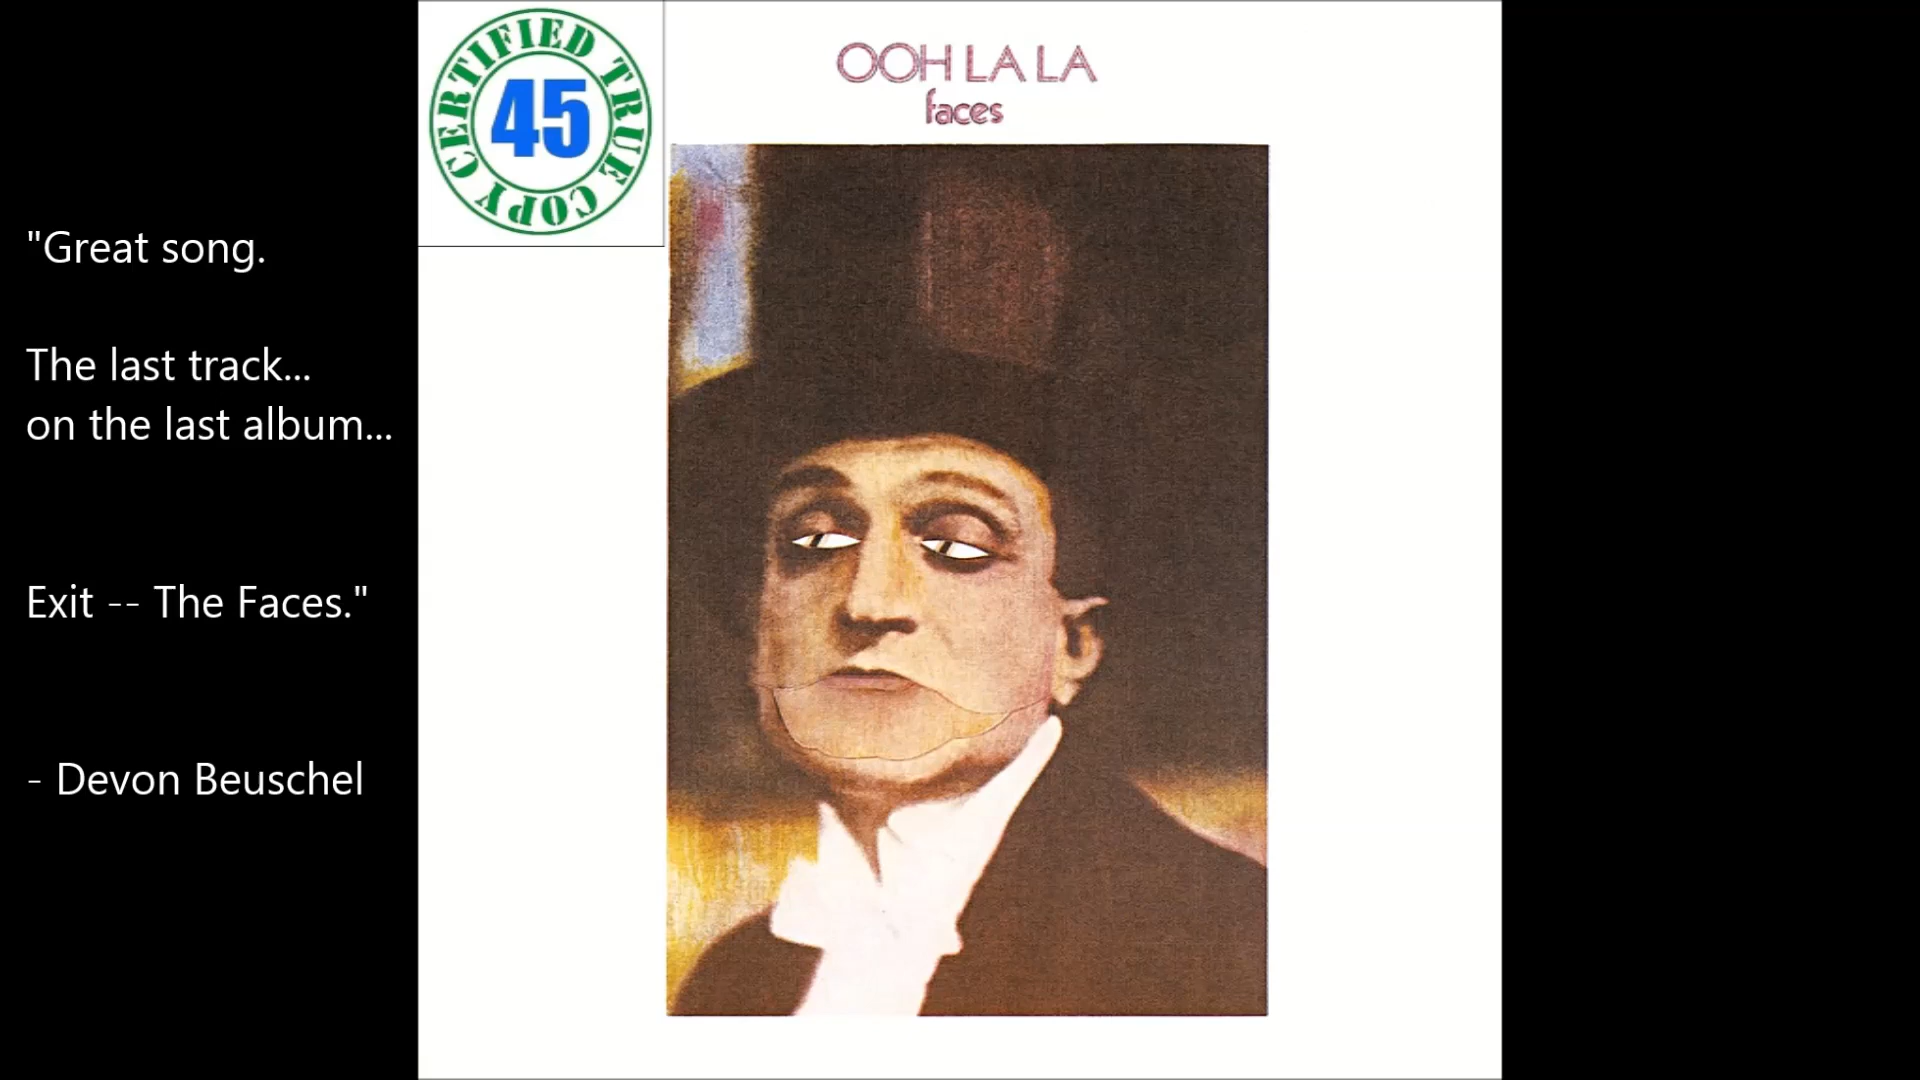 "Great song.
The last track...
on the last album...
Exit -- The Faces."
- Devon Beuschel
CERTIFIED TRUE COPY
45
OOH LA LA
faces